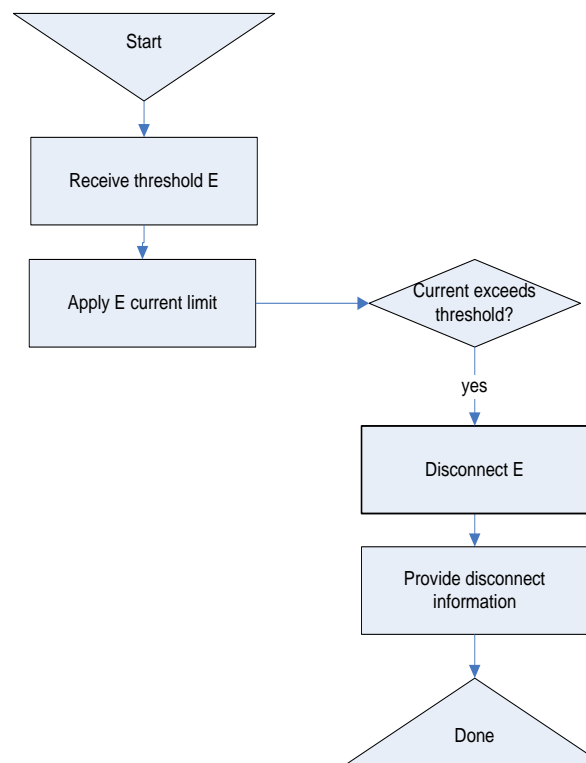 Start
Receive threshold E
Apply E current limit
Current exceeds
threshold?
yes
Disconnect E
Provide disconnect
information
Done